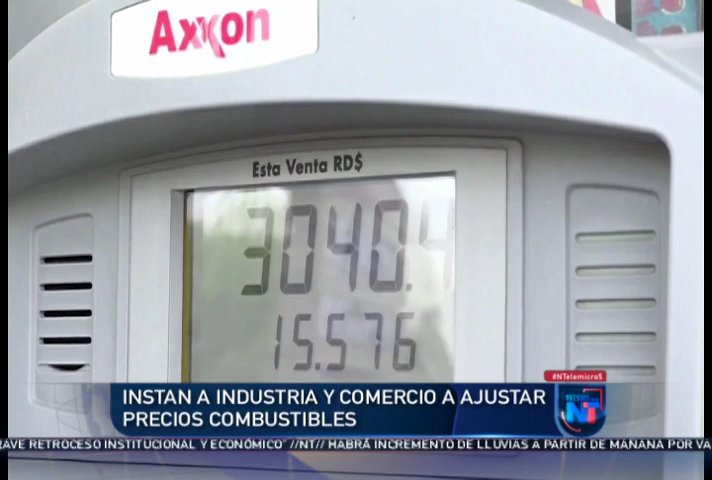 Axxon
Esta Venta RD$
3040.4
15.576
#NTelemicro5
INSTAN A INDUSTRIA Y COMERCIO A AJUSTAR
PRECIOS COMBUSTIBLES
NT
RETROCESO INSTITUCIONAL Y ECONÓMICO" //NT// HABRÁ INCREMENTO DE LLUVIAS A PARTIR DE MAÑANA POR